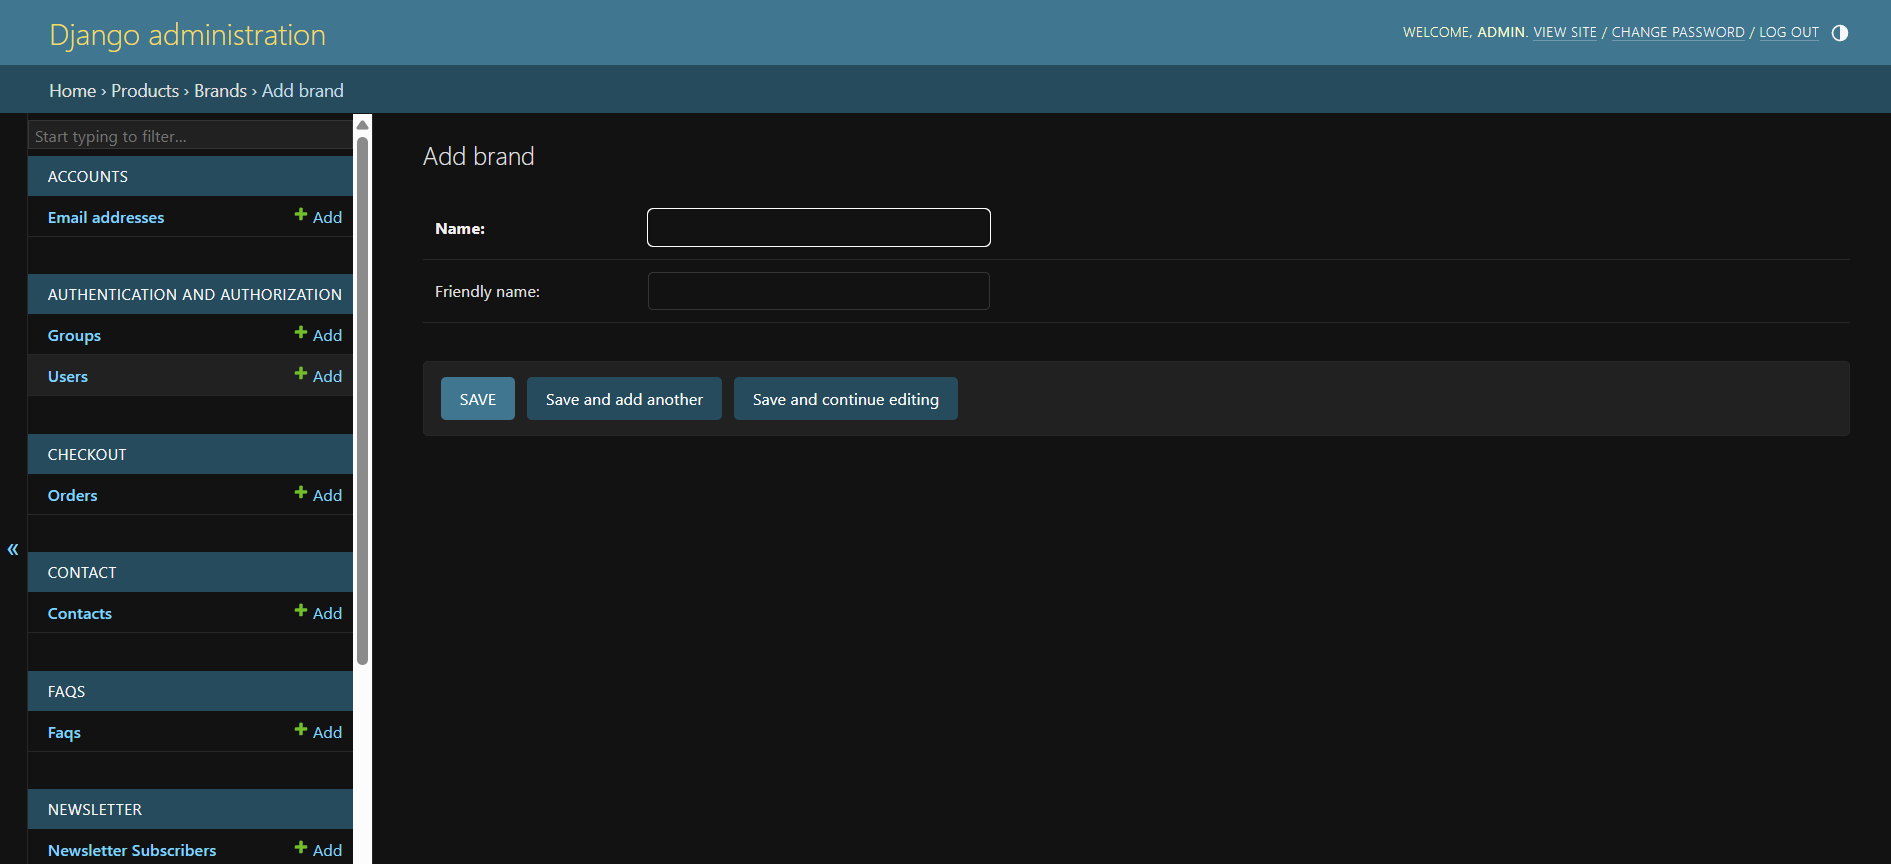 Django administration
WELCOME, ADMIN. VIEW SITE / CHANGE PASSWORD / LOG OUT
Home › Products › Brands › Add brand
Start typing to filter...
ACCOUNTS
Email addresses Add
AUTHENTICATION AND AUTHORIZATION
Groups Add
Users Add
CHECKOUT
Orders Add
«
CONTACT
Contacts Add
FAQS
Faqs Add
NEWSLETTER
Newsletter Subscribers Add
Add brand
Name:
Friendly name:
SAVE Save and add another Save and continue editing